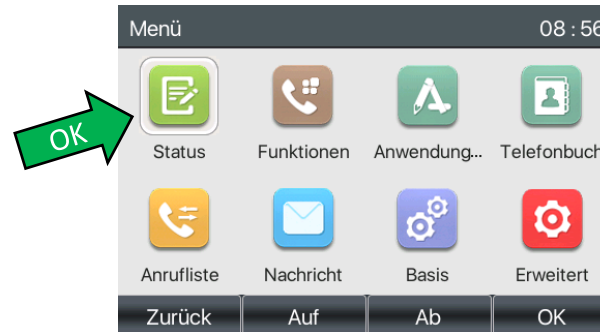 Menü 08 : 56
OK
Status Funktionen Anwendung... Telefonbuch
Anrufliste Nachricht Basis Erweitert
Zurück Auf Ab OK